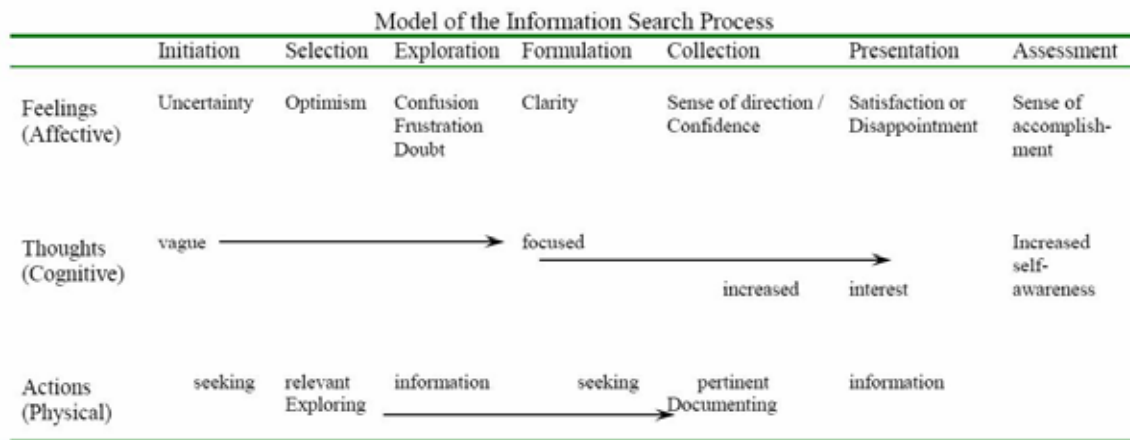 Model of the Information Search Process
Initiation Selection Exploration Formulation Collection Presentation Assessment
Feelings (Affective) Uncertainty Optimism Confusion Frustration Doubt Clarity Sense of direction / Confidence Satisfaction or Disappointment Sense of accomplish-ment
Thoughts (Cognitive) vague focused increased interest Increased self-awareness
Actions (Physical) seeking relevant information seeking pertinent information
Exploring Documenting